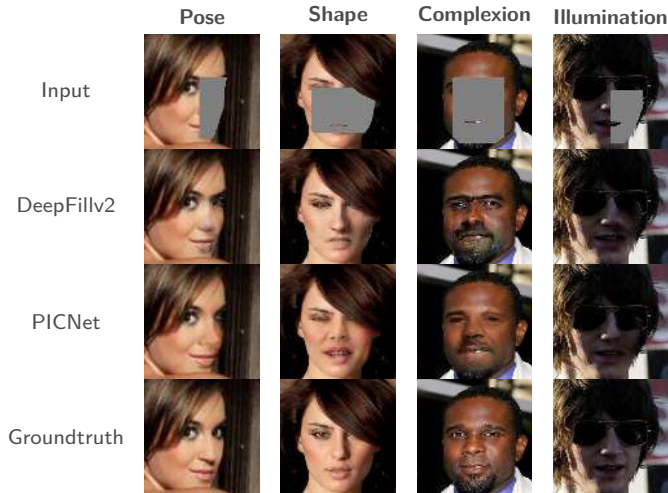 Pose Shape Complexion Illumination
Input
DeepFillv2
PICNet
Groundtruth